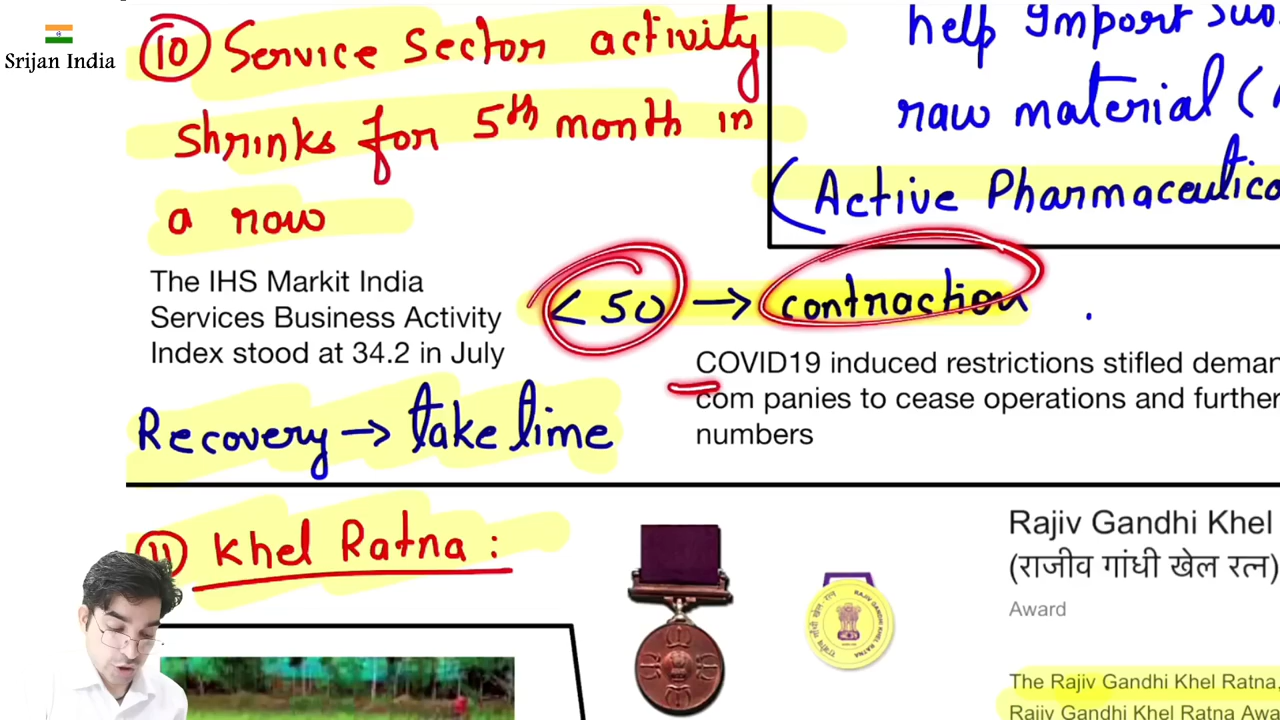 Srijan India
10 Service Sector activity
shrinks for 5th month in
a row
The IHS Markit India
Services Business Activity
Index stood at 34.2 in July
< 50 → contraction .
COVID19 induced restrictions stifled deman
com panies to cease operations and further
numbers
Recovery → take time
help Import
raw material (
(Active Pharmaceutica
11 Khel Ratna :
Rajiv Gandhi Khel
(राजीव गांधी खेल रत्न)
Award
The Rajiv Gandhi Khel Ratna,
Rajiv Gandhi Khel Ratna Awa